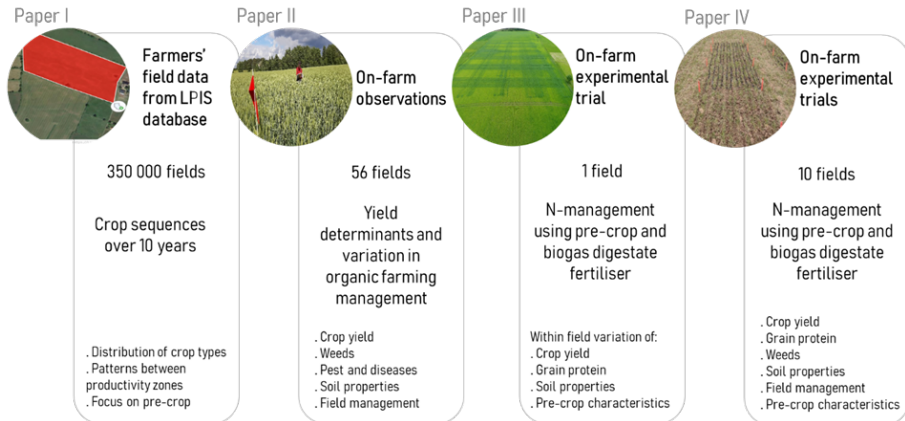 Paper I
Farmers'
field data
from LPIS
database
350 000 fields
Crop sequences
over 10 years
. Distribution of crop types
. Patterns between
productivity zones
. Focus on pre-crop
Paper II
On-farm
observations
56 fields
Yield
determinants and
variation in
organic farming
management
. Crop yield
. Weeds
. Pest and diseases
. Soil properties
. Field management
Paper III
On-farm
experimental
trial
1 field
N-management
using pre-crop and
biogas digestate
fertiliser
Within field variation of:
. Crop yield
. Grain protein
. Soil properties
. Pre-crop characteristics
Paper IV
On-farm
experimental
trials
10 fields
N-management
using pre-crop and
biogas digestate
fertiliser
. Crop yield
. Grain protein
. Weeds
. Soil properties
. Field management
. Pre-crop characteristics